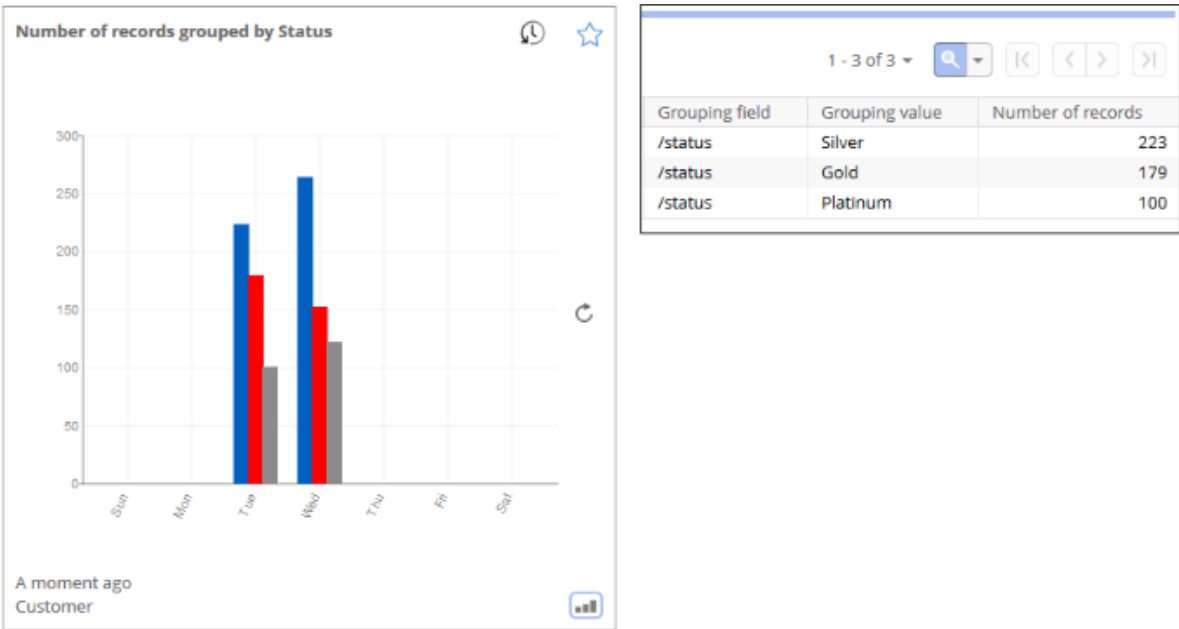 Number of records grouped by Status
300
250
200
150
100
50
0
Sun
Mon
Tue
Wed
Thu
Fri
Sat
A moment ago
Customer
1 - 3 of 3
Grouping field Grouping value Number of records
/status Silver 223
/status Gold 179
/status Platinum 100